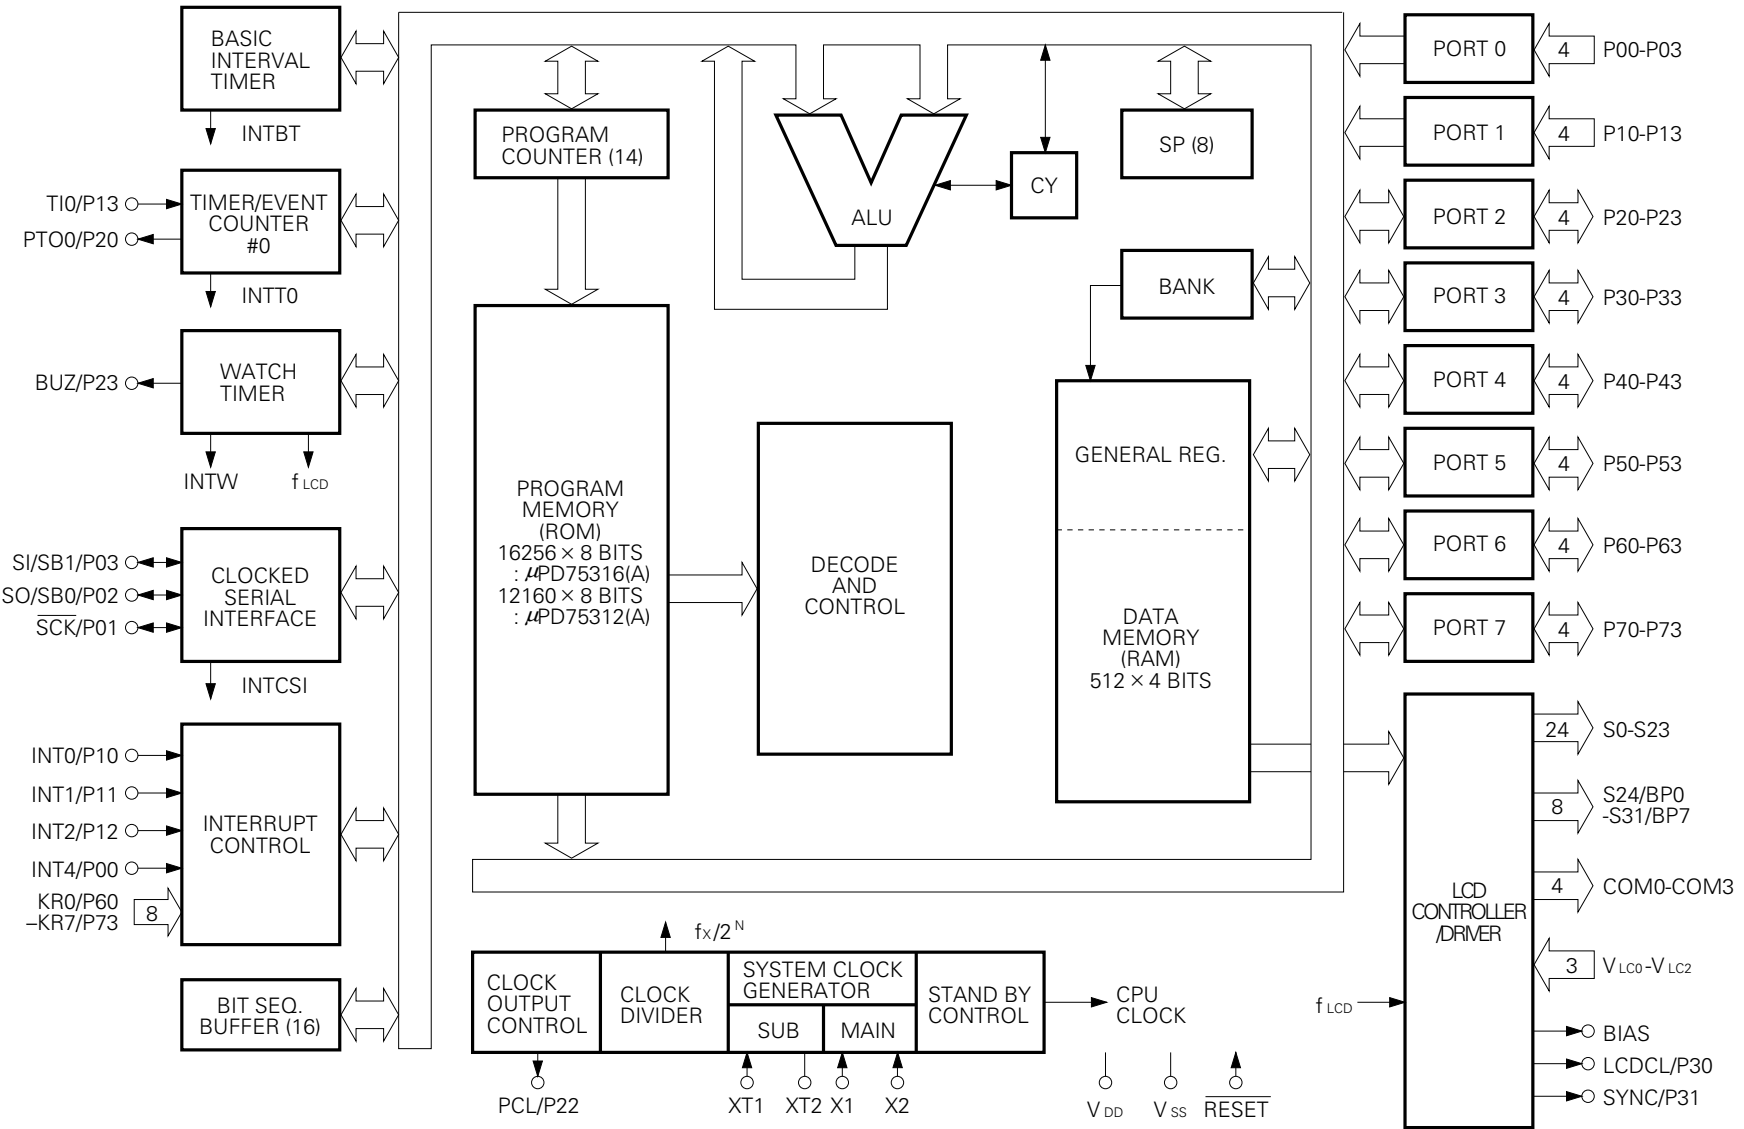 BASIC
INTERVAL
TIMER
INTBT
TI0/P13
PTO0/P20
TIMER/EVENT
COUNTER
#0
INTT0
BUZ/P23
WATCH
TIMER
INTW
f LCD
SI/SB1/P03
SO/SB0/P02
SCK/P01
CLOCKED
SERIAL
INTERFACE
INTCSI
INT0/P10
INT1/P11
INT2/P12
INT4/P00
KR0/P60
–KR7/P73
8
INTERRUPT
CONTROL
BIT SEQ.
BUFFER (16)
PROGRAM
COUNTER (14)
ALU
CY
SP (8)
BANK
PROGRAM
MEMORY
(ROM)
16256 × 8 BITS
: μPD75316(A)
12160 × 8 BITS
: μPD75312(A)
DECODE
AND
CONTROL
GENERAL REG.
DATA
MEMORY
(RAM)
512 × 4 BITS
fX/2 N
CLOCK
OUTPUT
CONTROL
CLOCK
DIVIDER
SYSTEM CLOCK
GENERATOR
SUB
MAIN
STAND BY
CONTROL
CPU
CLOCK
PCL/P22
XT1
XT2
X1
X2
V DD
V SS
RESET
PORT 0
4
P00-P03
PORT 1
4
P10-P13
PORT 2
4
P20-P23
PORT 3
4
P30-P33
PORT 4
4
P40-P43
PORT 5
4
P50-P53
PORT 6
4
P60-P63
PORT 7
4
P70-P73
LCD
CONTROLLER
/DRIVER
24
S0-S23
8
S24/BP0
-S31/BP7
4
COM0-COM3
3
V LC0 -V LC2
f LCD
BIAS
LCDCL/P30
SYNC/P31